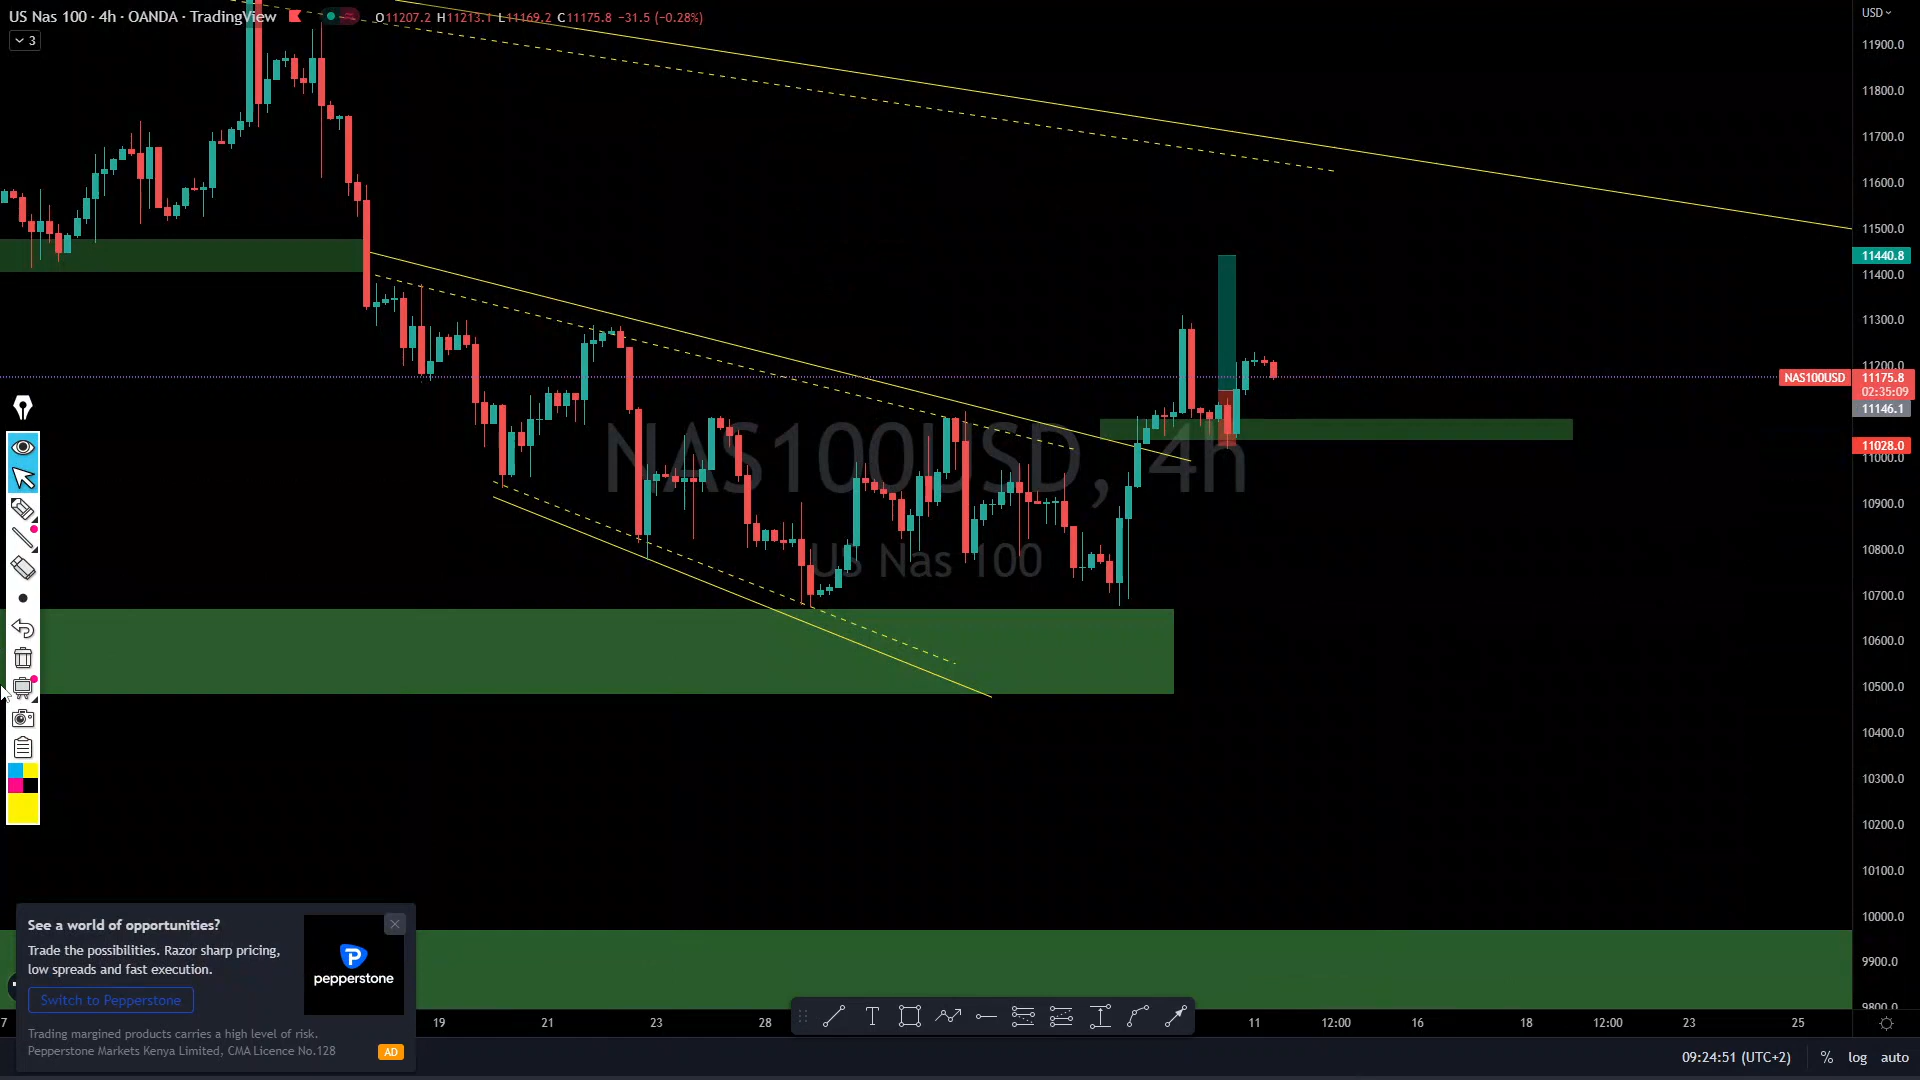 US Nas 100 · 4h · OANDA · TradingView
O11207.2 H11213.1 L11169.2 C11175.8 −31.5 (−0.28%)
3
USD
11900.0
11800.0
11700.0
11600.0
11500.0
11440.8
11400.0
11300.0
11200.0
NAS100USD 11175.8
02:35:09
11146.1
11028.0
11000.0
10900.0
10800.0
10700.0
10600.0
10500.0
10400.0
10300.0
10200.0
10100.0
10000.0
9900.0
9800.0
NAS100USD, 4h
US Nas 100
See a world of opportunities?
Trade the possibilities. Razor sharp pricing,
low spreads and fast execution.
Switch to Pepperstone
pepperstone
Trading margined products carries a high level of risk.
Pepperstone Markets Kenya Limited, CMA Licence No.128
AD
7 19 21 23 28 11 12:00 16 18 12:00 23 25
T
09:24:51 (UTC+2) % log auto